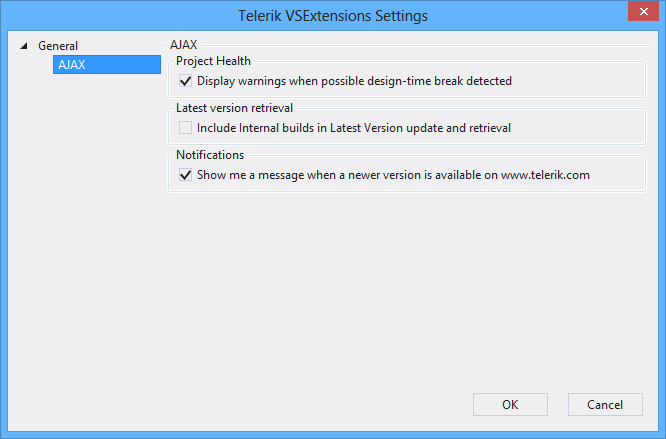 Telerik VSExtensions Settings
General
AJAX
AJAX
Project Health
Display warnings when possible design-time break detected
Latest version retrieval
Include Internal builds in Latest Version update and retrieval
Notifications
Show me a message when a newer version is available on www.telerik.com
OK
Cancel